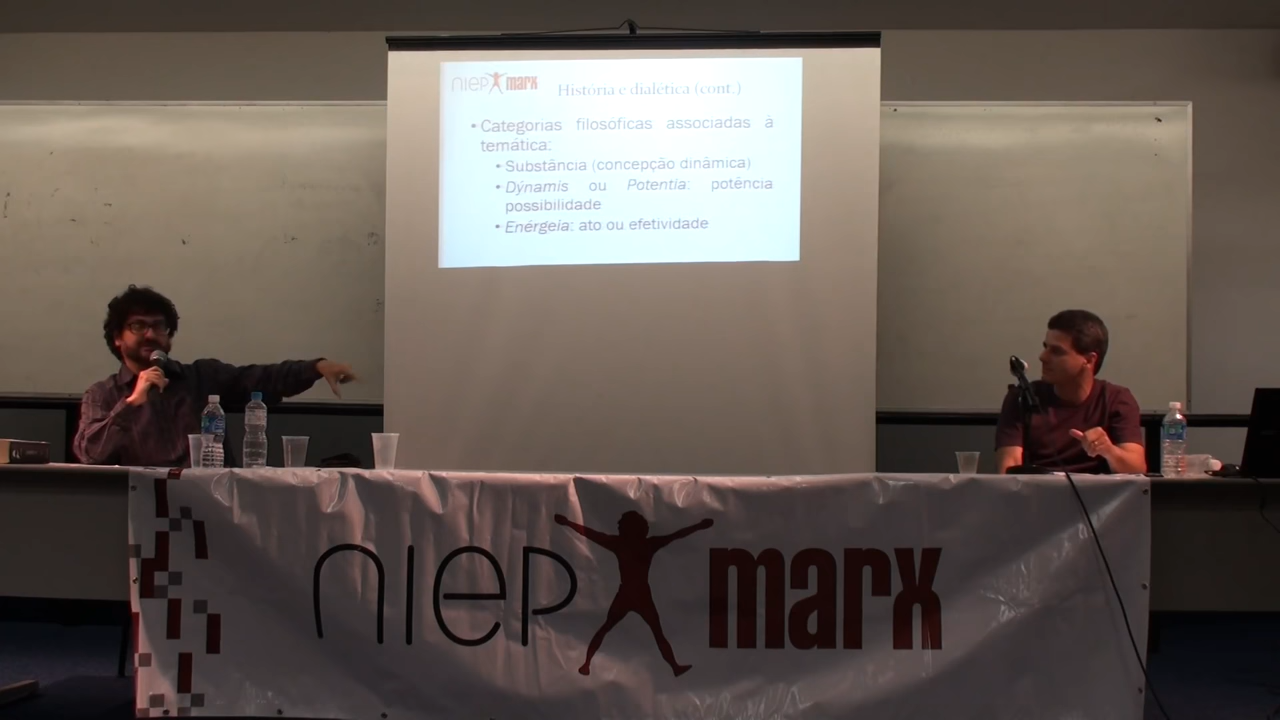 NIEP marx
História e dialética (cont.)
• Categorias filosóficas associadas à
temática:
• Substância (concepção dinâmica)
• Dýnamis ou Potentia: potência
possibilidade
• Enérgeia: ato ou efetividade
NIEP marx